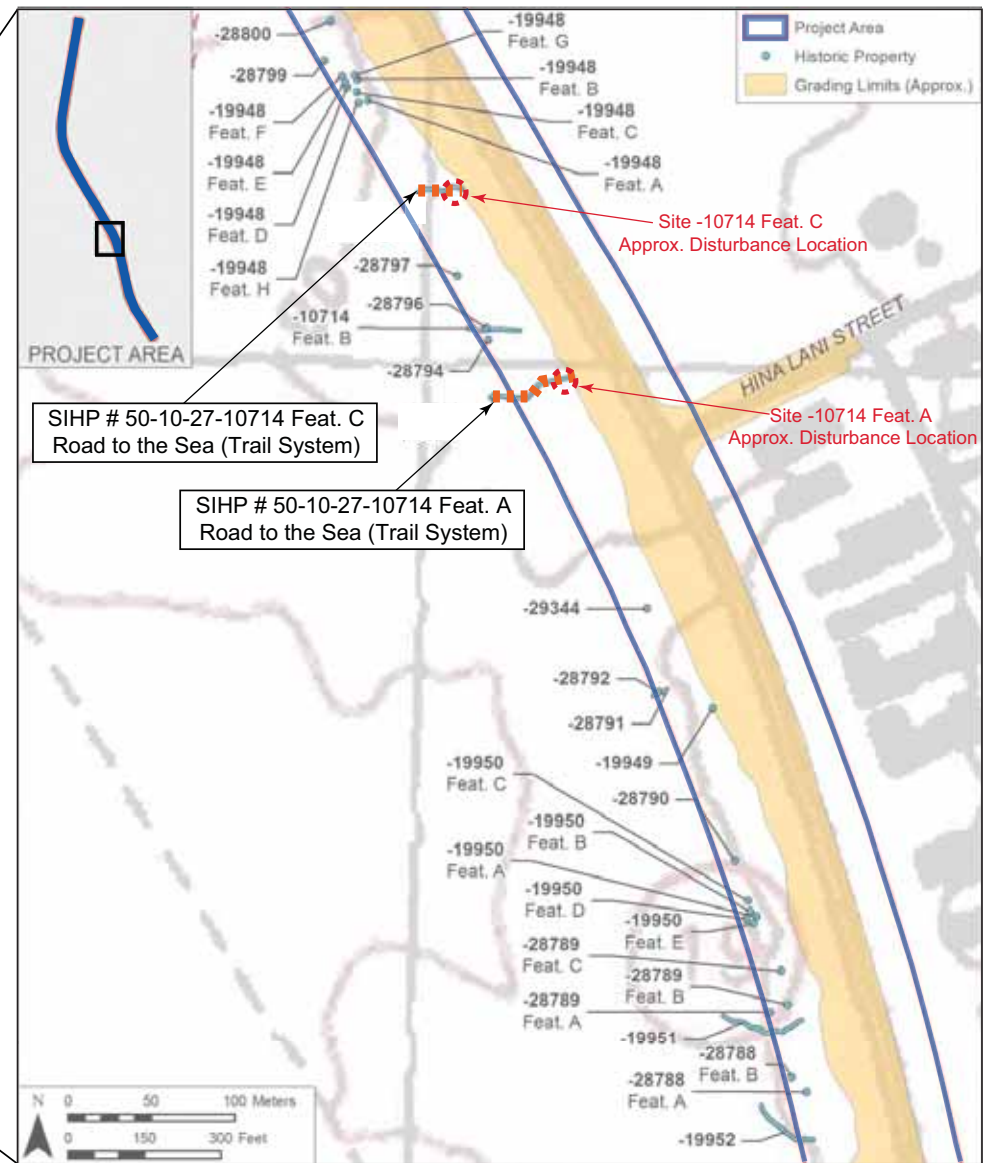 -28800
-19948
Feat. G
Project Area
Historic Property
Grading Limits (Approx.)
-28799
-19948
Feat. B
-19948
Feat. F
-19948
Feat. C
-19948
Feat. E
-19948
Feat. A
-19948
Feat. D
Site -10714 Feat. C
Approx. Disturbance Location
-19948
Feat. H
-28797
-28796
-10714
Feat. B
-28794
PROJECT AREA
HINA LANI STREET
SIHP # 50-10-27-10714 Feat. C
Road to the Sea (Trail System)
Site -10714 Feat. A
Approx. Disturbance Location
SIHP # 50-10-27-10714 Feat. A
Road to the Sea (Trail System)
-29344
-28792
-28791
-19949
-19950
Feat. C
-28790
-19950
Feat. B
-19950
Feat. A
-19950
Feat. D
-19950
Feat. E
-28789
Feat. C
-28789
Feat. B
-28789
Feat. A
-19951
-28788
Feat. B
-28788
Feat. A
-19952
N
0 50 100 Meters
0 150 300 Feet